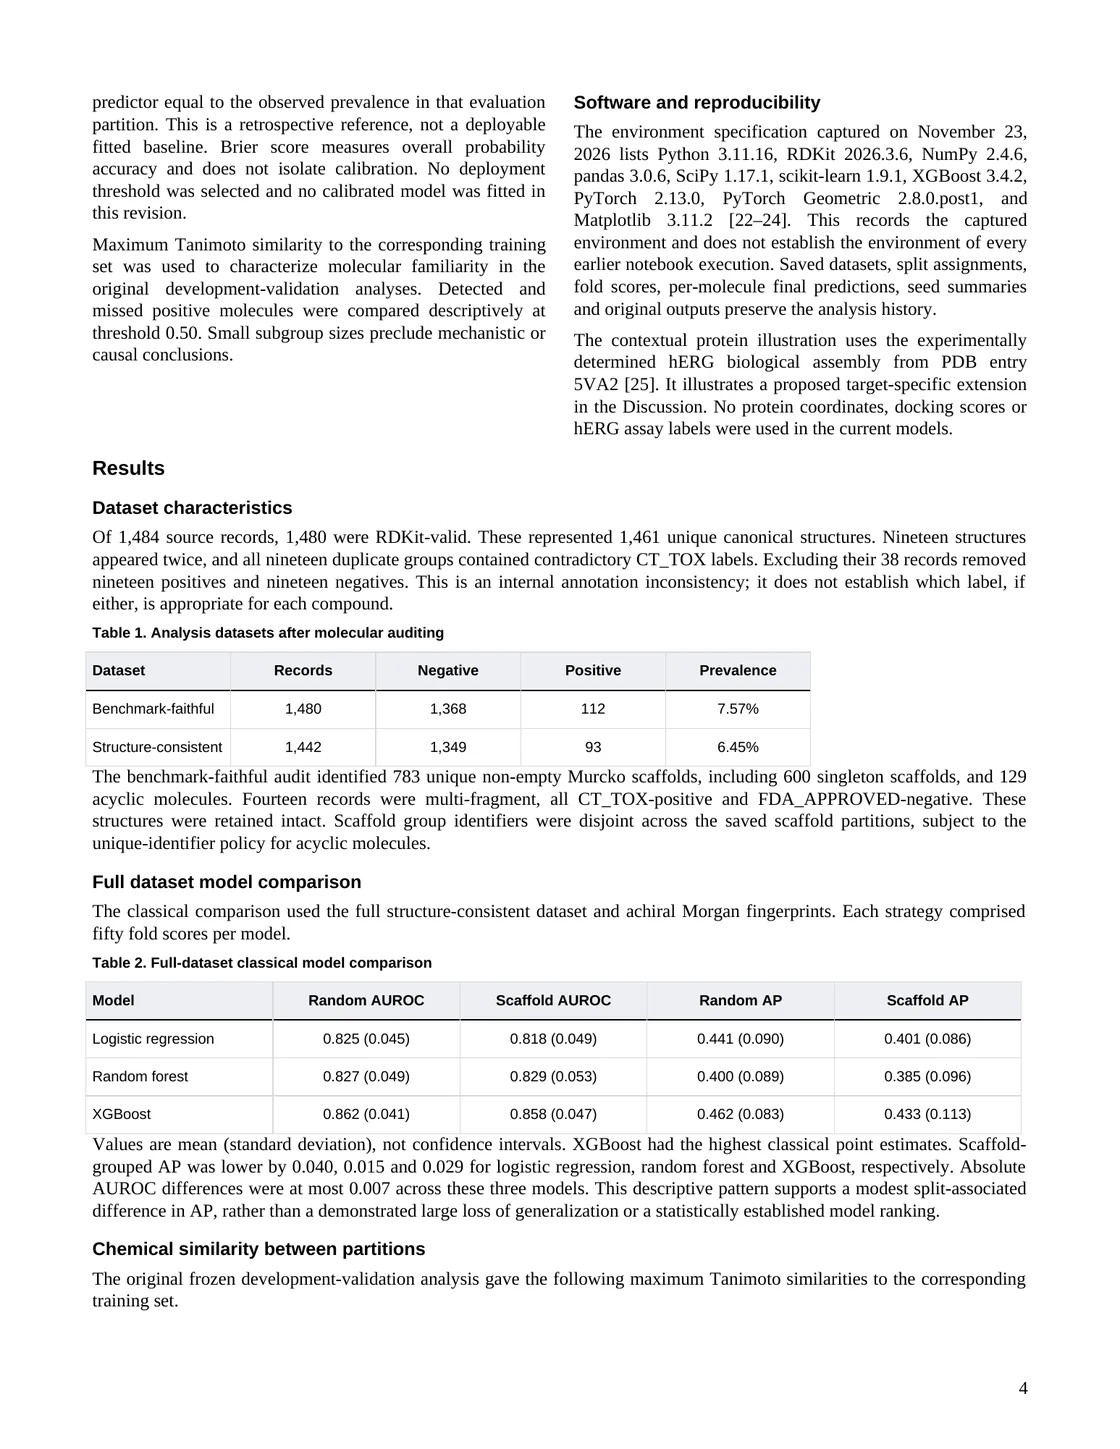 predictor equal to the observed prevalence in that evaluation
partition. This is a retrospective reference, not a deployable
fitted baseline. Brier score measures overall probability
accuracy and does not isolate calibration. No deployment
threshold was selected and no calibrated model was fitted in
this revision.
Maximum Tanimoto similarity to the corresponding training
set was used to characterize molecular familiarity in the
original development-validation analyses. Detected and
missed positive molecules were compared descriptively at
threshold 0.50. Small subgroup sizes preclude mechanistic or
causal conclusions.
Software and reproducibility
The environment specification captured on November 23,
2026 lists Python 3.11.16, RDKit 2026.3.6, NumPy 2.4.6,
pandas 3.0.6, SciPy 1.17.1, scikit-learn 1.9.1, XGBoost 3.4.2,
PyTorch 2.13.0, PyTorch Geometric 2.8.0.post1, and
Matplotlib 3.11.2 [22–24]. This records the captured
environment and does not establish the environment of every
earlier notebook execution. Saved datasets, split assignments,
fold scores, per-molecule final predictions, seed summaries
and original outputs preserve the analysis history.
The contextual protein illustration uses the experimentally
determined hERG biological assembly from PDB entry
5VA2 [25]. It illustrates a proposed target-specific extension
in the Discussion. No protein coordinates, docking scores or
hERG assay labels were used in the current models.
Results
Dataset characteristics
Of 1,484 source records, 1,480 were RDKit-valid. These represented 1,461 unique canonical structures. Nineteen structures
appeared twice, and all nineteen duplicate groups contained contradictory CT_TOX labels. Excluding their 38 records removed
nineteen positives and nineteen negatives. This is an internal annotation inconsistency; it does not establish which label, if
either, is appropriate for each compound.
Table 1. Analysis datasets after molecular auditing
Dataset Records Negative Positive Prevalence
Benchmark-faithful 1,480 1,368 112 7.57%
Structure-consistent 1,442 1,349 93 6.45%
The benchmark-faithful audit identified 783 unique non-empty Murcko scaffolds, including 600 singleton scaffolds, and 129
acyclic molecules. Fourteen records were multi-fragment, all CT_TOX-positive and FDA_APPROVED-negative. These
structures were retained intact. Scaffold group identifiers were disjoint across the saved scaffold partitions, subject to the
unique-identifier policy for acyclic molecules.
Full dataset model comparison
The classical comparison used the full structure-consistent dataset and achiral Morgan fingerprints. Each strategy comprised
fifty fold scores per model.
Table 2. Full-dataset classical model comparison
Model Random AUROC Scaffold AUROC Random AP Scaffold AP
Logistic regression 0.825 (0.045) 0.818 (0.049) 0.441 (0.090) 0.401 (0.086)
Random forest 0.827 (0.049) 0.829 (0.053) 0.400 (0.089) 0.385 (0.096)
XGBoost 0.862 (0.041) 0.858 (0.047) 0.462 (0.083) 0.433 (0.113)
Values are mean (standard deviation), not confidence intervals. XGBoost had the highest classical point estimates. Scaffold-
grouped AP was lower by 0.040, 0.015 and 0.029 for logistic regression, random forest and XGBoost, respectively. Absolute
AUROC differences were at most 0.007 across these three models. This descriptive pattern supports a modest split-associated
difference in AP, rather than a demonstrated large loss of generalization or a statistically established model ranking.
Chemical similarity between partitions
The original frozen development-validation analysis gave the following maximum Tanimoto similarities to the corresponding
training set.
4